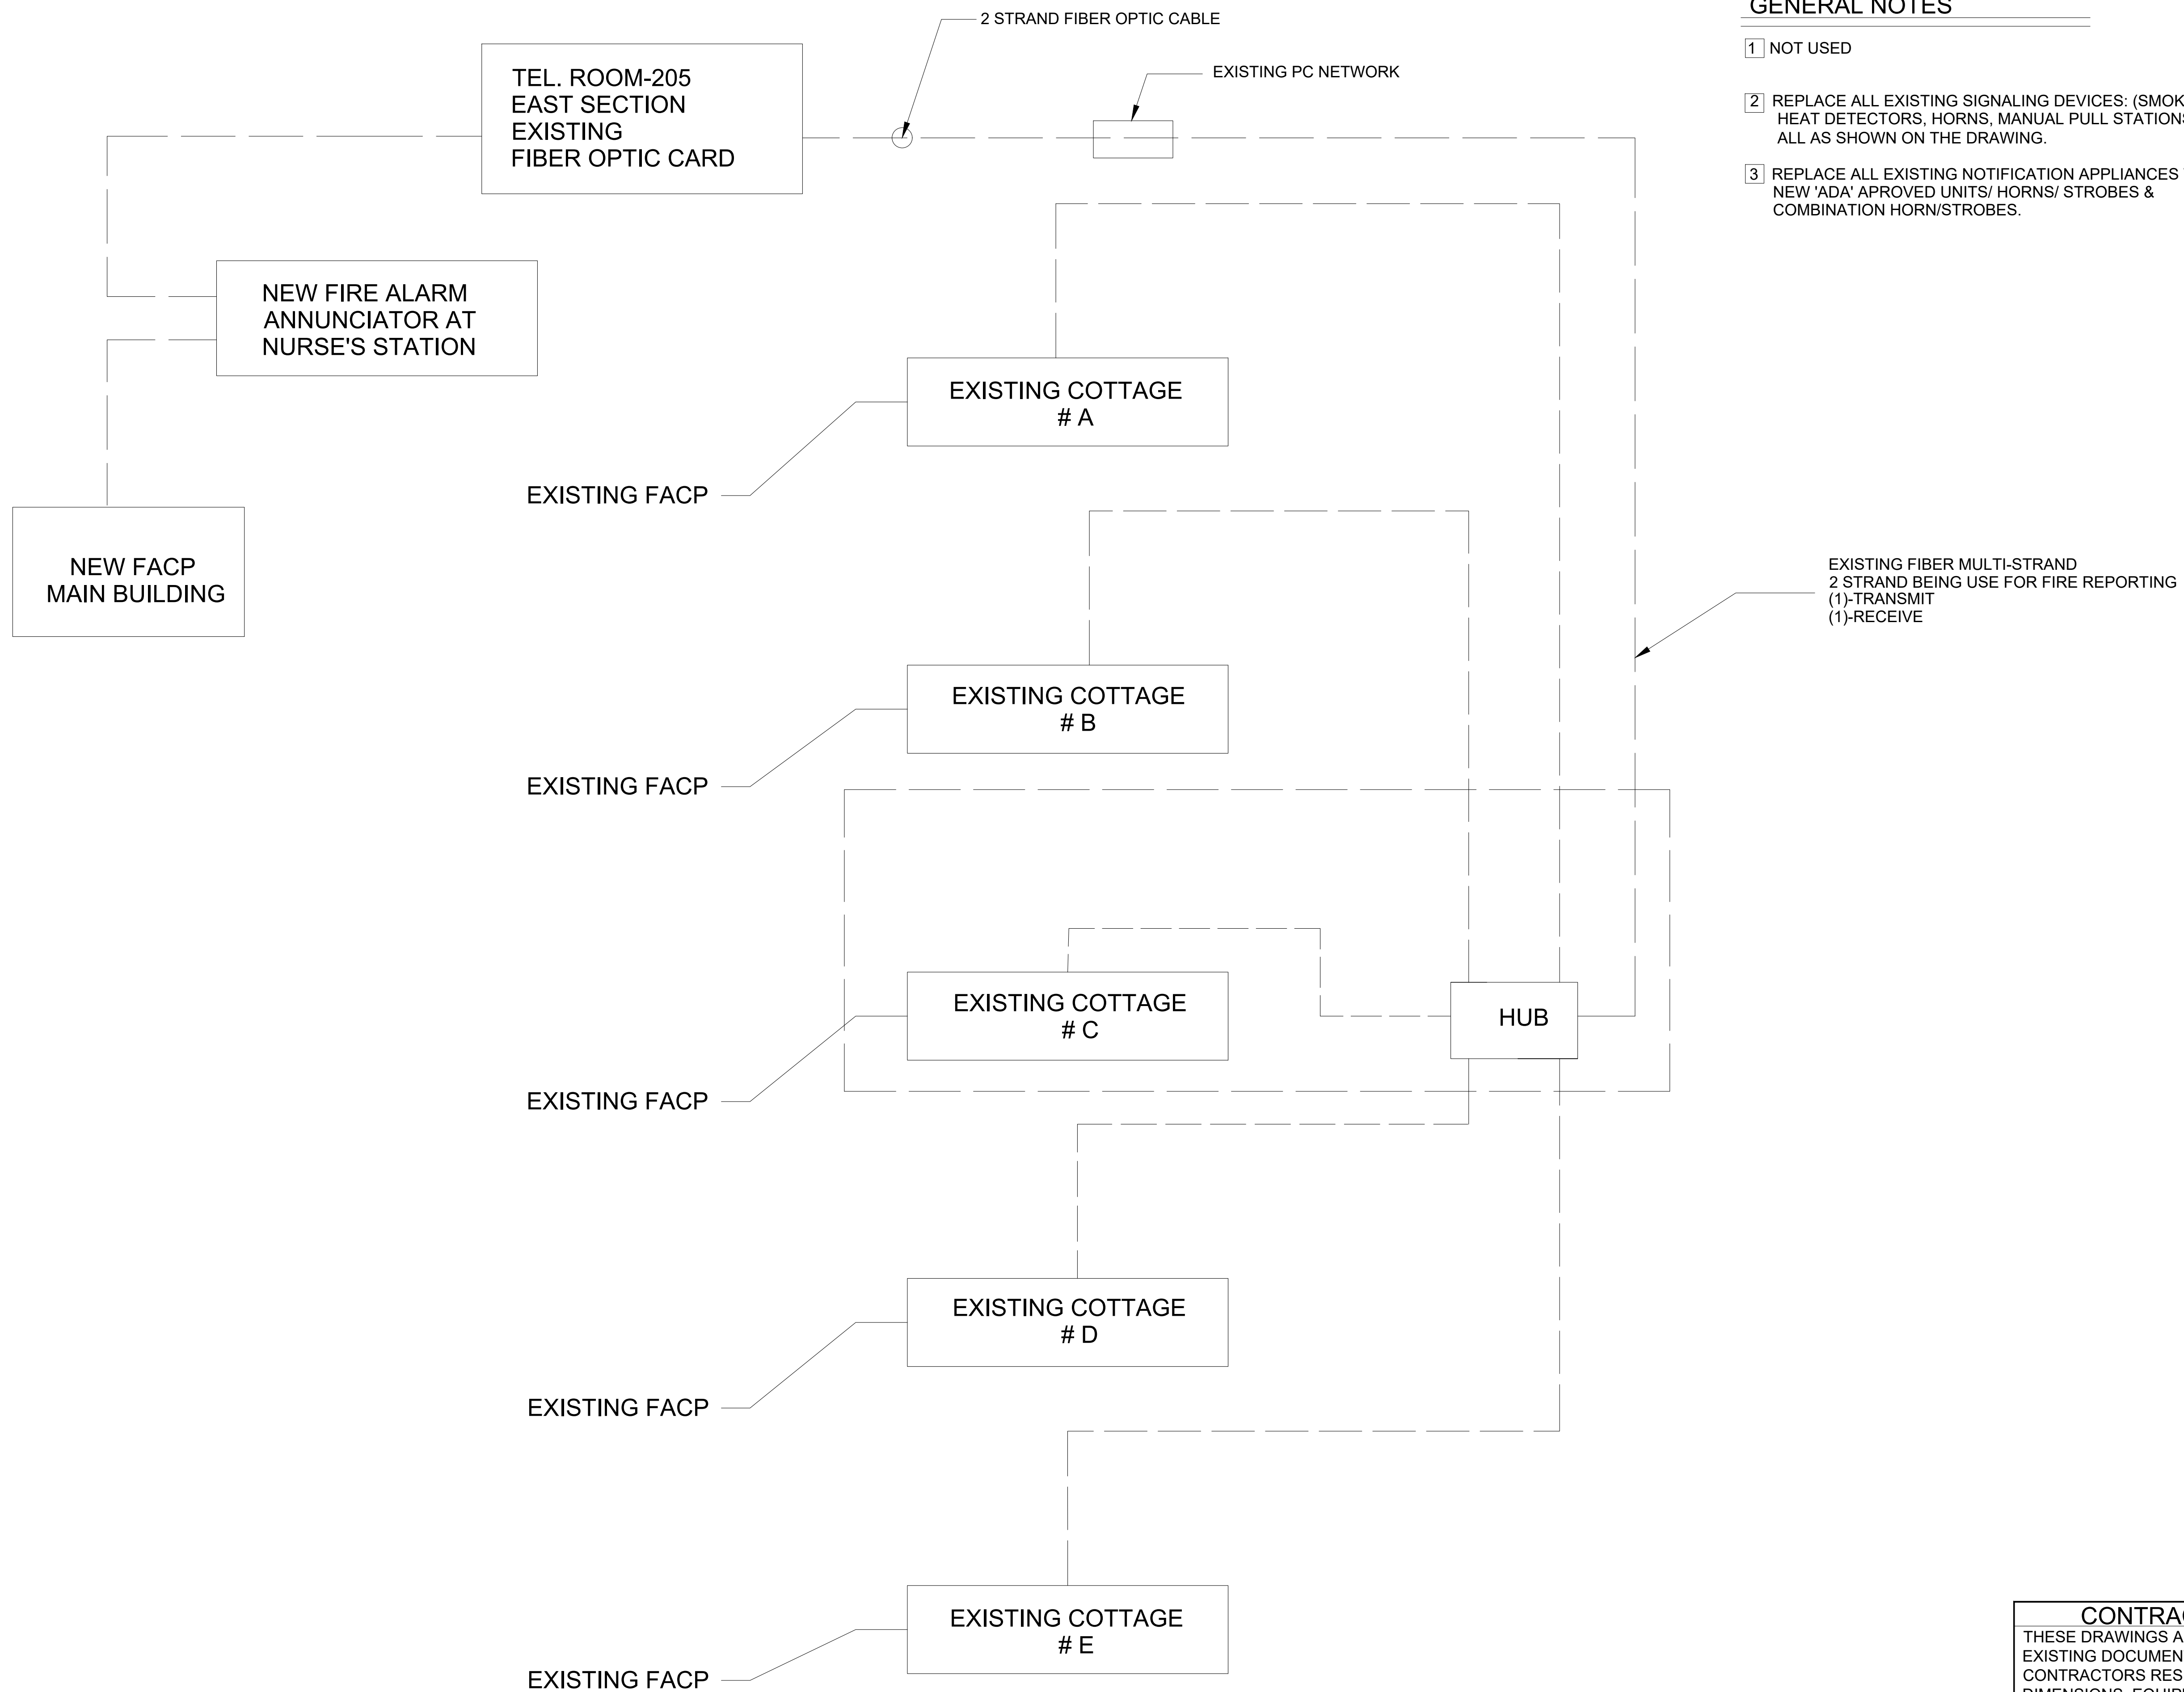 2 STRAND FIBER OPTIC CABLE
EXISTING PC NETWORK
TEL. ROOM-205
EAST SECTION
EXISTING
FIBER OPTIC CARD
GENERAL NOTES
1 NOT USED
2 REPLACE ALL EXISTING SIGNALING DEVICES: (SMOK
HEAT DETECTORS, HORNS, MANUAL PULL STATIONS
ALL AS SHOWN ON THE DRAWING.
3 REPLACE ALL EXISTING NOTIFICATION APPLIANCES
NEW 'ADA' APROVED UNITS/ HORNS/ STROBES &
COMBINATION HORN/STROBES.
NEW FIRE ALARM
ANNUNCIATOR AT
NURSE'S STATION
EXISTING COTTAGE
# A
EXISTING FACP
NEW FACP
MAIN BUILDING
EXISTING FIBER MULTI-STRAND
2 STRAND BEING USE FOR FIRE REPORTING
(1)-TRANSMIT
(1)-RECEIVE
EXISTING COTTAGE
# B
EXISTING FACP
EXISTING COTTAGE
# C
HUB
EXISTING FACP
EXISTING COTTAGE
# D
EXISTING FACP
EXISTING COTTAGE
# E
EXISTING FACP
CONTRA
THESE DRAWINGS A
EXISTING DOCUMEN
CONTRACTORS RES
DIMENSIONS, EQUIP